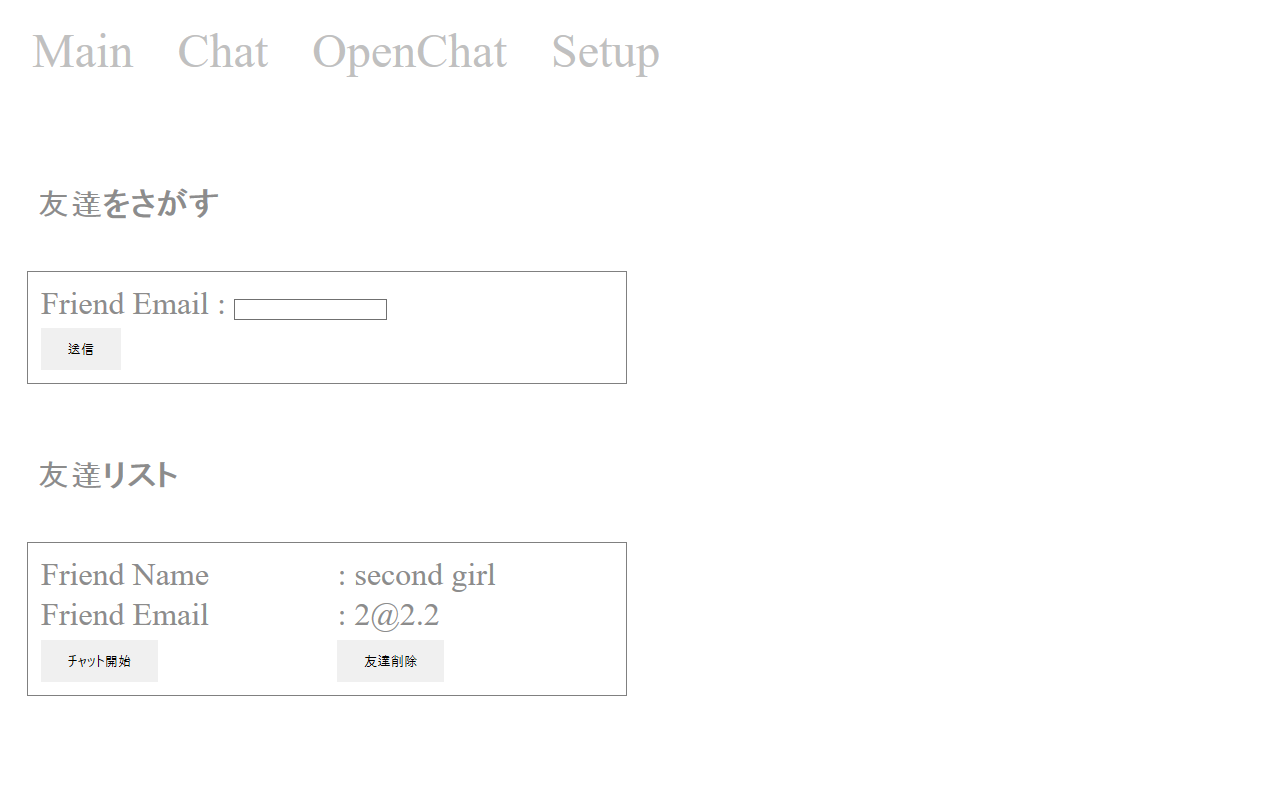 Main Chat OpenChat Setup
友達をさがす
Friend Email :
送信
友達リスト
Friend Name : second girl
Friend Email : 2@2.2
チャット開始 友達削除